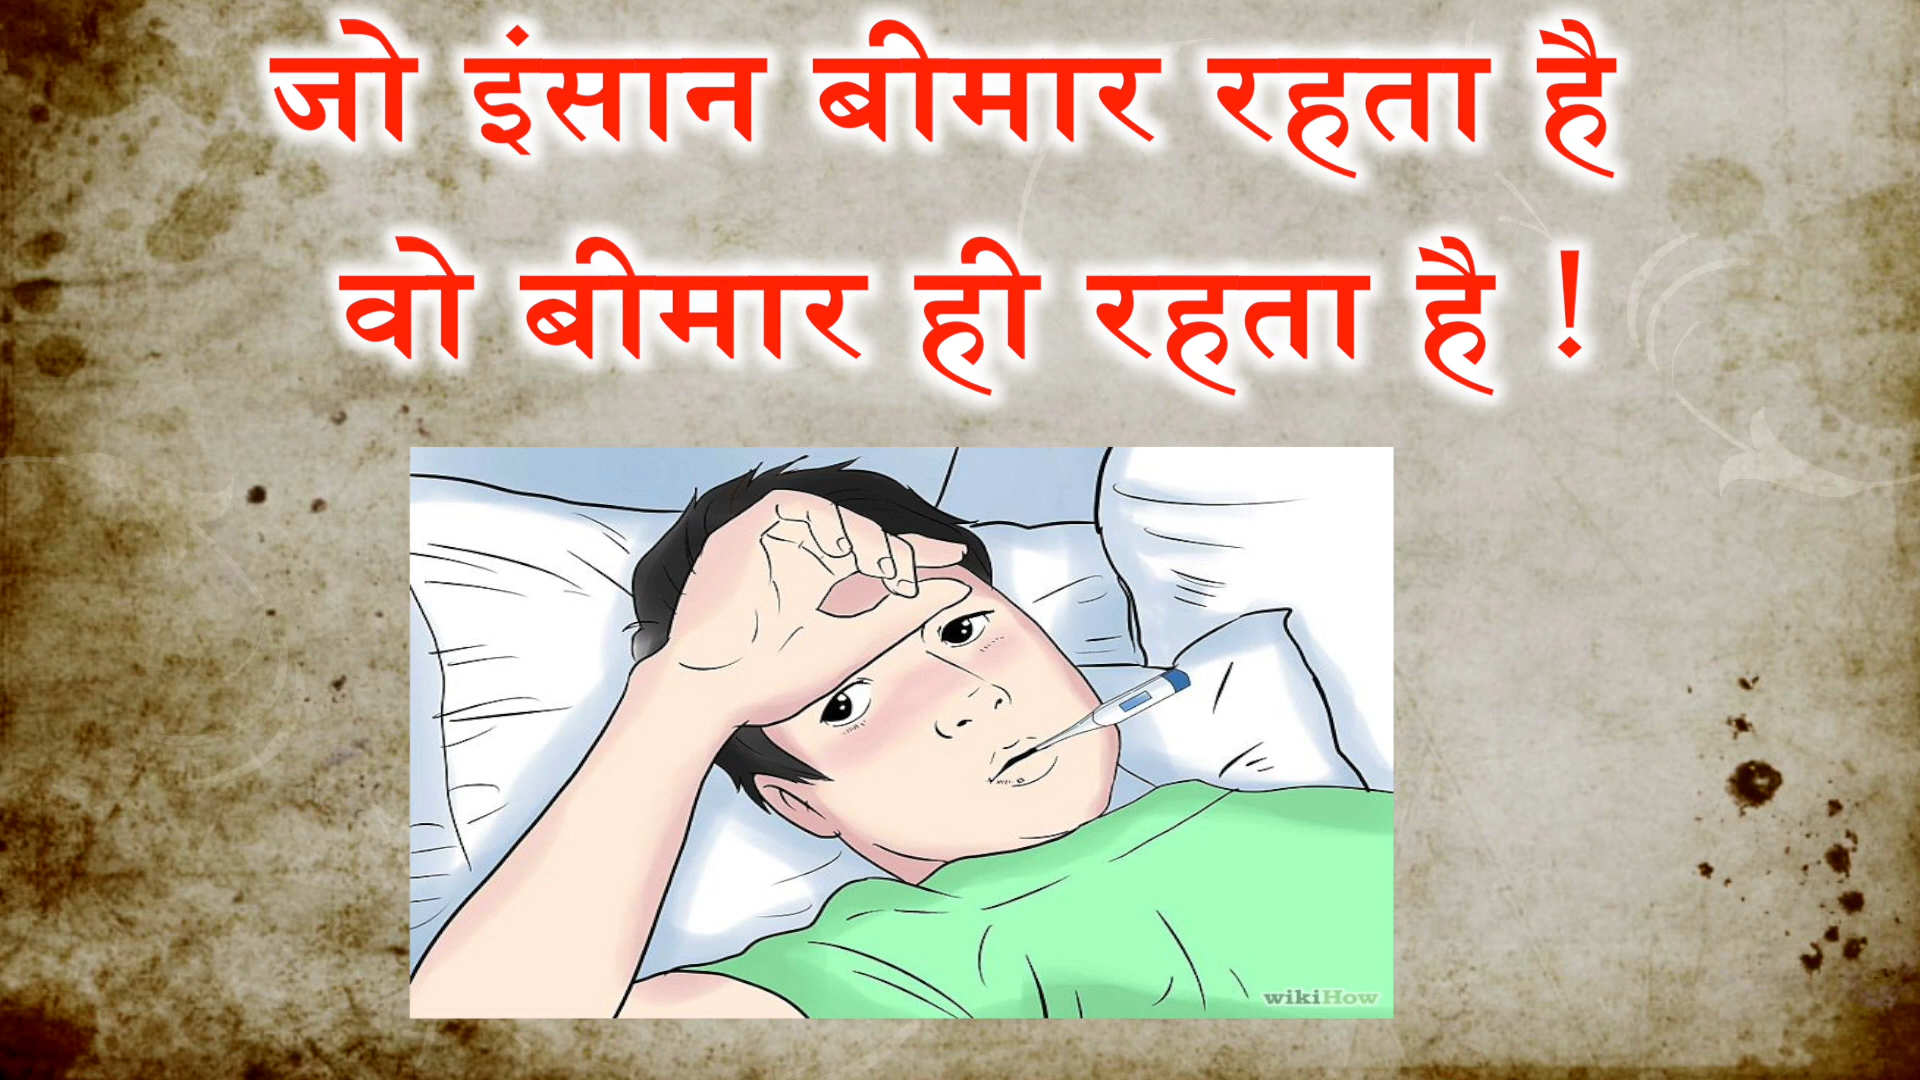 जो इंसान बीमार रहता है
वो बीमार ही रहता है !
wikiHow